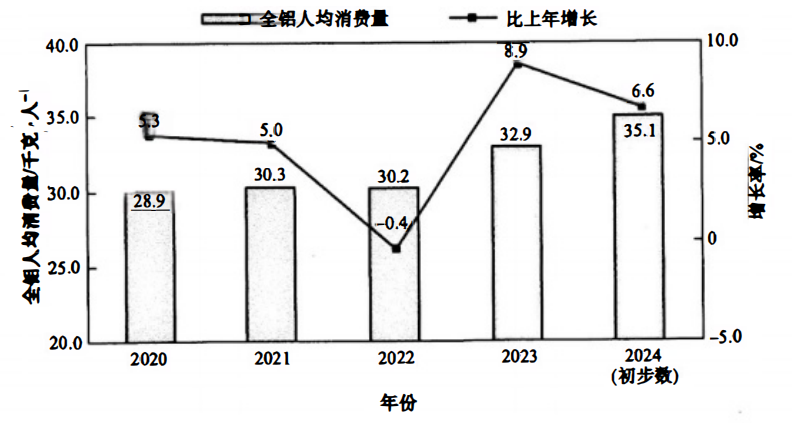 全铝人均消费量 比上年增长
40.0 10.0
35.0 5.0
30.0 0
25.0 -5.0
20.0
全铝人均消费量/千克·人⁻¹
增长率/%
5.3 5.0 -0.4 8.9 6.6
28.9 30.3 30.2 32.9 35.1
2020 2021 2022 2023 2024
(初步数)
年份